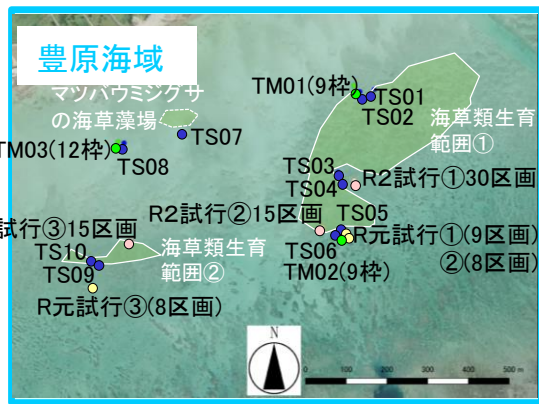 豊原海域
マツバウミジグサ
の海草藻場
TM01(9枠)
TS01
TS02
海草類生育
範囲①
TS07
TM03(12枠)
TS08
TS03
TS04
R2試行①30区画
R2試行②15区画
試行③15区画
TS05
R元試行①(9区画)
②(8区画)
TS06
TM02(9枠)
TS10
TS09
海草類生育
範囲②
R元試行③(8区画)
N
0 100 200 300 400 500 m